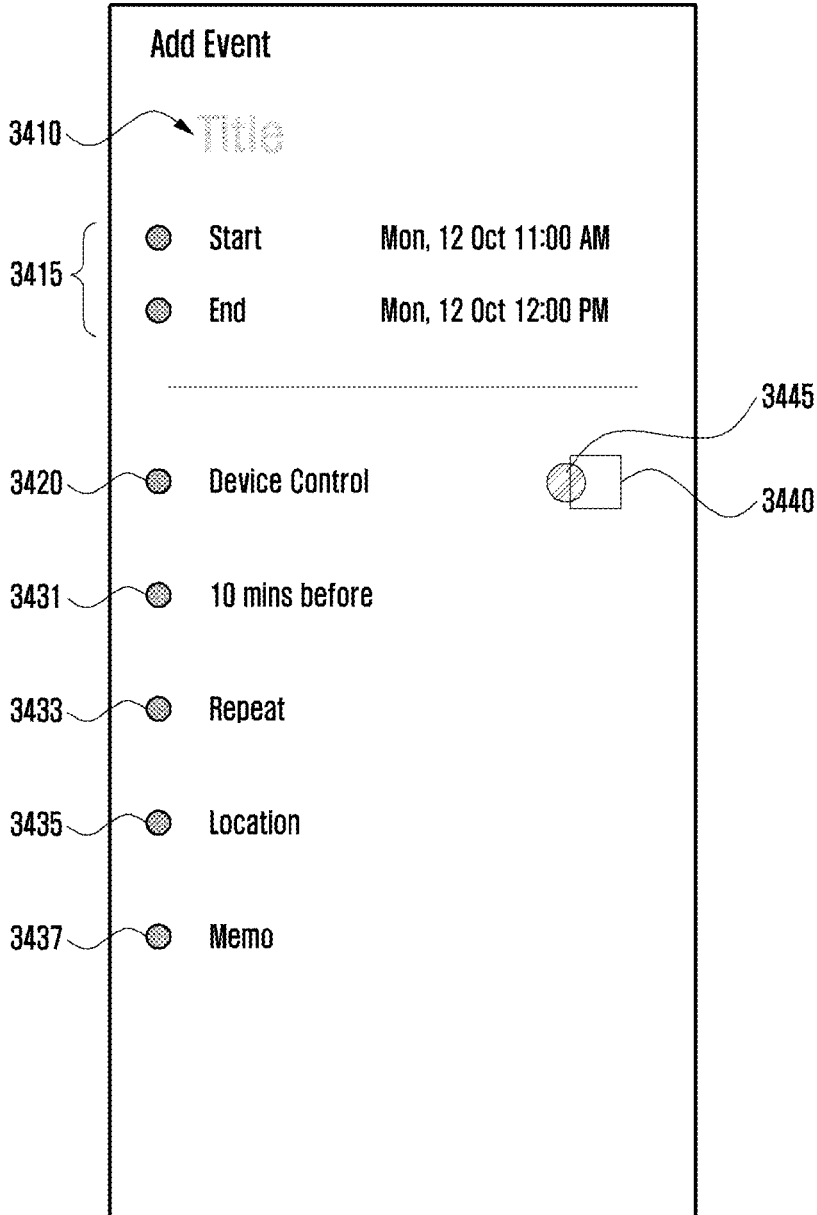 Add Event
3410 Title
Start Mon, 12 Oct 11:00 AM
3415
End Mon, 12 Oct 12:00 PM
3445
3420 Device Control
3440
3431 10 mins before
3433 Repeat
3435 Location
3437 Memo